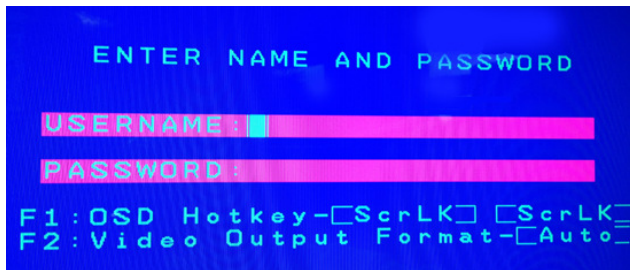 ENTER NAME AND PASSWORD
USERNAME:
PASSWORD:
F1:OSD Hotkey-[ScrLK] [ScrLK]
F2:Video Output Format-[Auto]